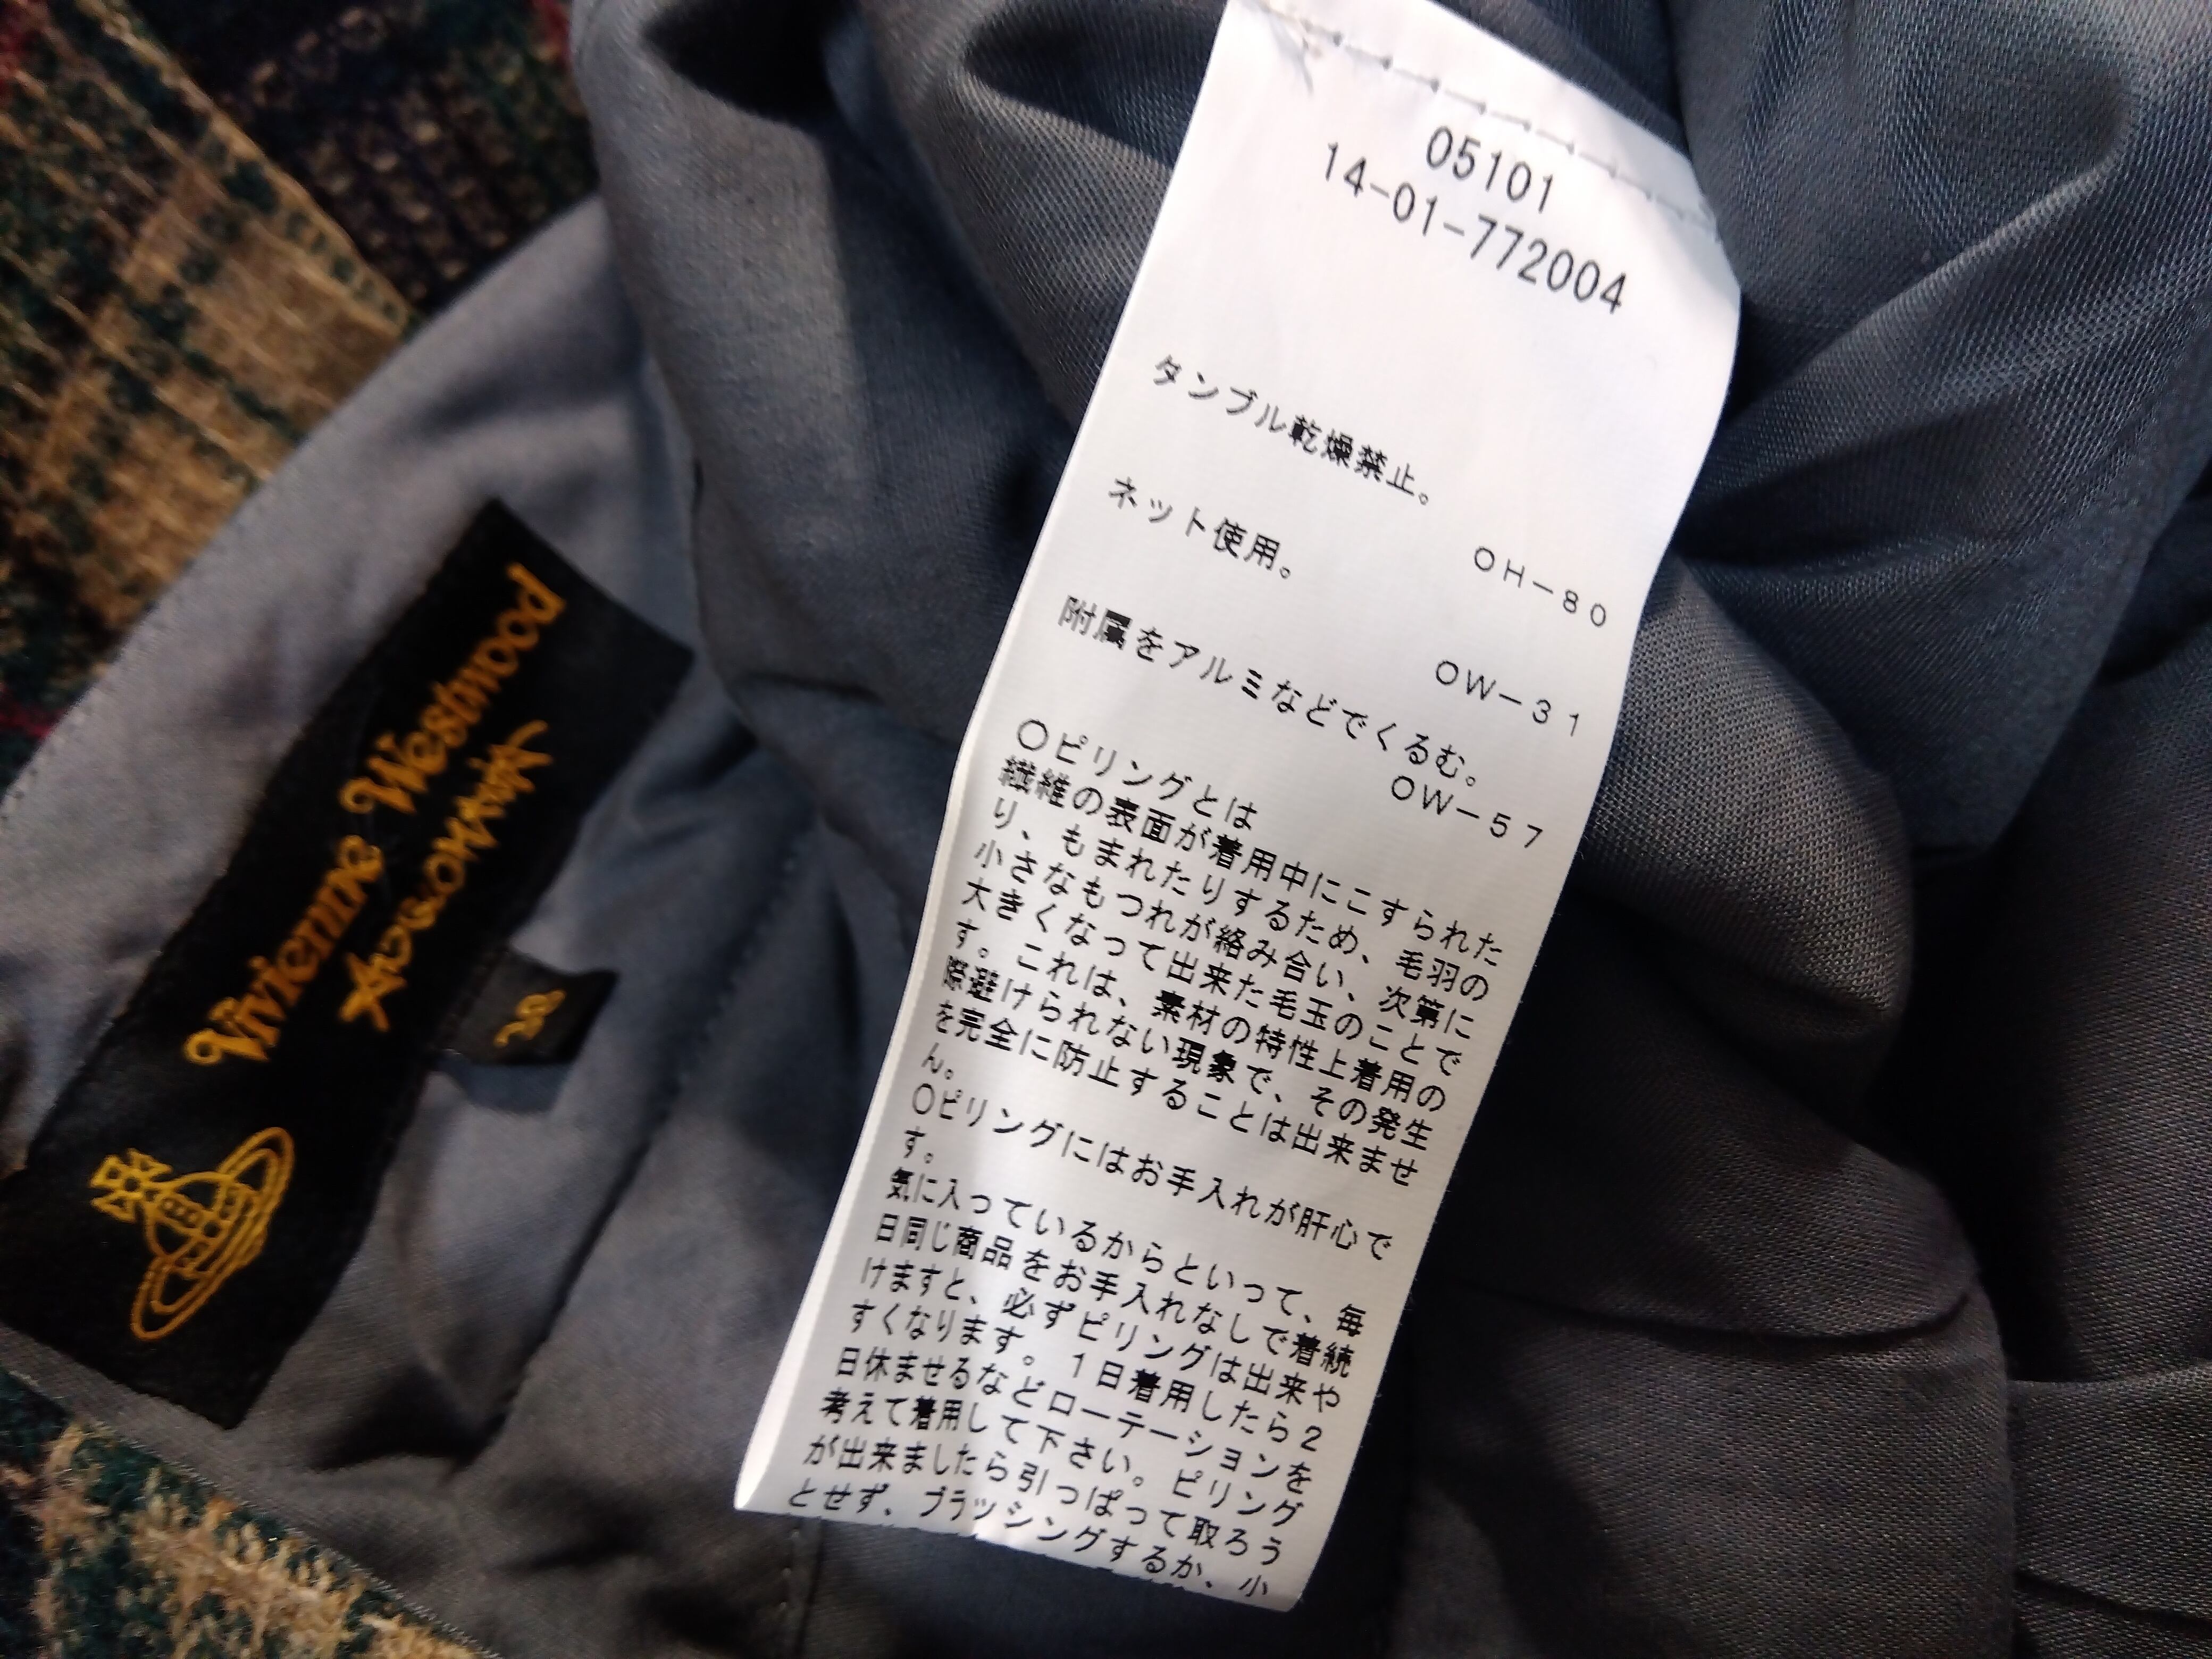 Vivienne Westwood
05101
14-01-772004
タンブル乾燥禁止。
OH-80
ネット使用。
OW-31
附属をアルミなどでくるむ。
OW-57
○ピリングとは
繊維の表面が着用中にこすられた
り、もまれたりするため、毛羽の
小さなもつれが絡み合い、次第に
大きくなって出来た毛玉のことで
す。これは、素材の特性上着用の
際避けられない現象で、その発生
を完全に防止することは出来ませ
ん。
○ピリングにはお手入れが肝心で
す。
気に入っているからといって、毎
日同じ商品をお手入れなしで着続
けますと、必ずピリングは出来や
すくなります。1日着用したら2
日休ませるなどローテーションを
考えて着用して下さい。ピリング
が出来ましたら引っぱって取ろう
とせず、ブラッシングするか、小